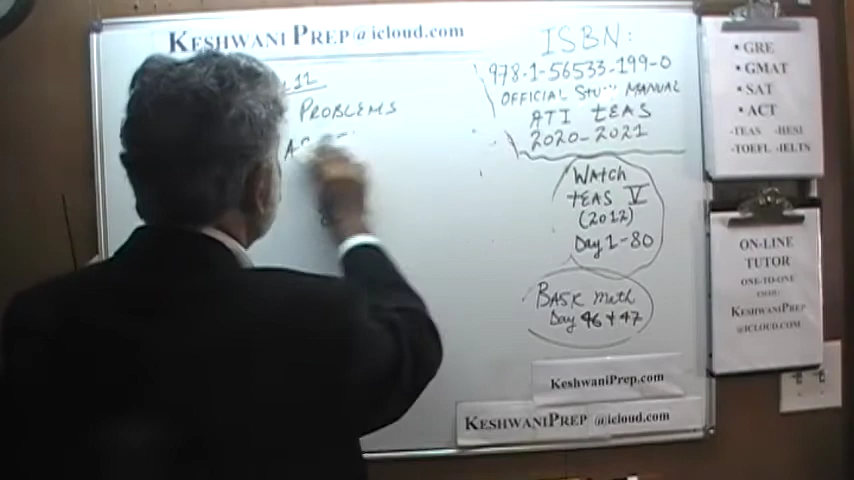 KESHWANI PREP@icloud.com
11
PROBLEMS
ISBN:
978-1-56533-199-0
OFFICIAL STUDY MANUAL
ATI TEAS
2020-2021
WATCH
TEAS V
(2012)
Day 1-80
BASIC Math
Day 46 & 47
KESHWANIPREP.COM
KESHWANIPREP @icloud.com
• GRE
• GMAT
• SAT
• ACT
-TEAS -HESI
-TOEFL -IELTS
ON-LINE
TUTOR
ONE-TO-ONE
KESHWANIPREP
@ICLOUD.COM